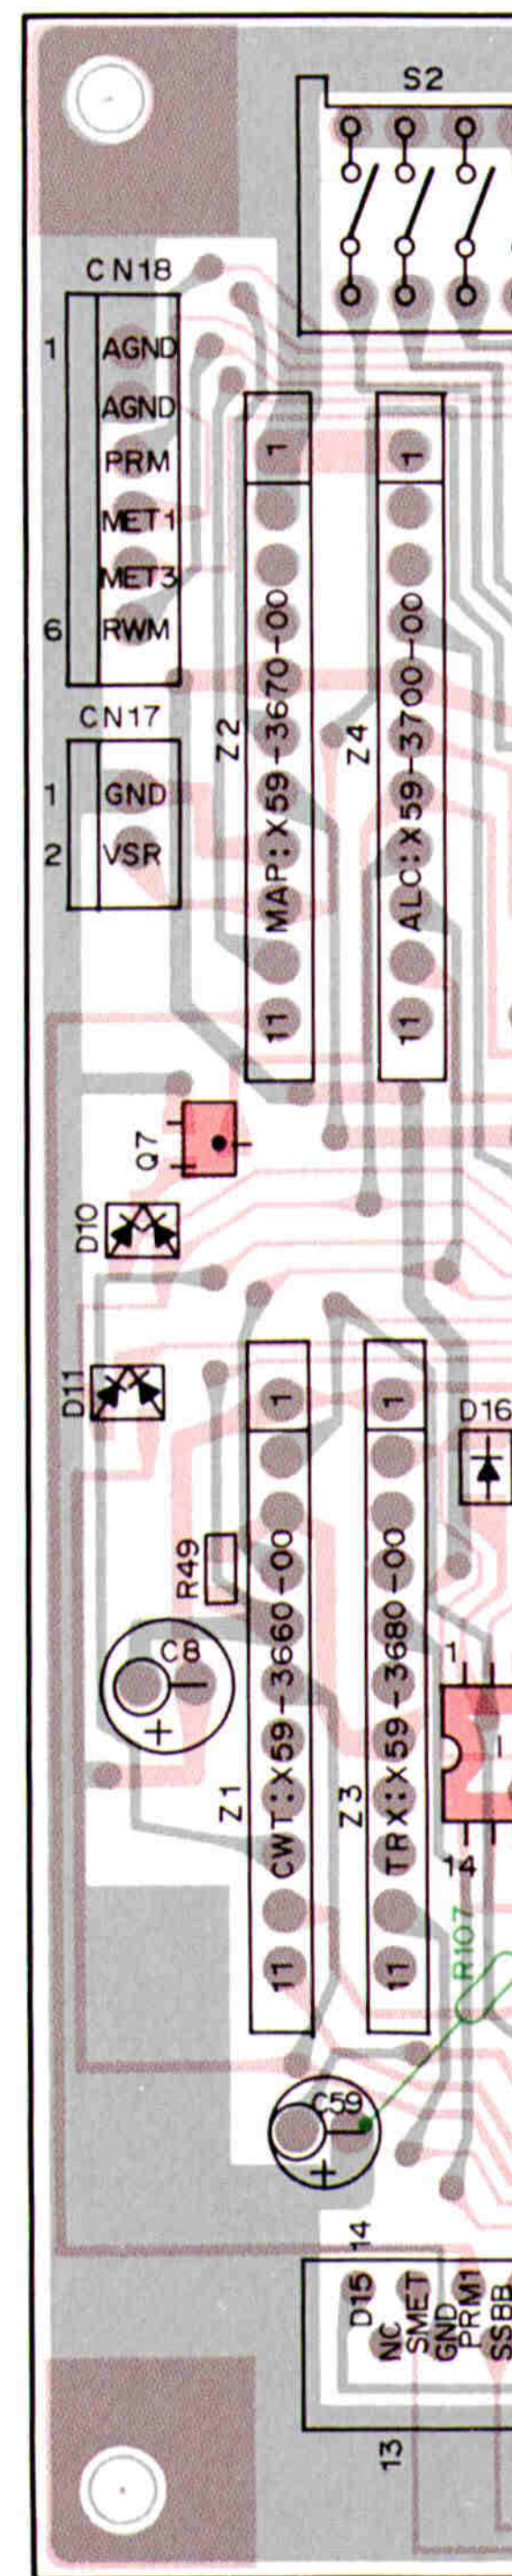 S2
CN18
1 AGND
AGND
PRM
MET1
MET3
6 RWM
CN17
1 GND
2 VSR
1
Z2
MAP:X59-3670-00
11
1
Z4
ALC:X59-3700-00
11
Q7
D10
D11
D16
R49
C8
+
1
Z1
CWT:X59-3660-00
11
1
Z3
TRX:X59-3680-00
11
1
14
R107
C59
+
14
D15
NC
SMET
GND
PRM1
SSBB
13